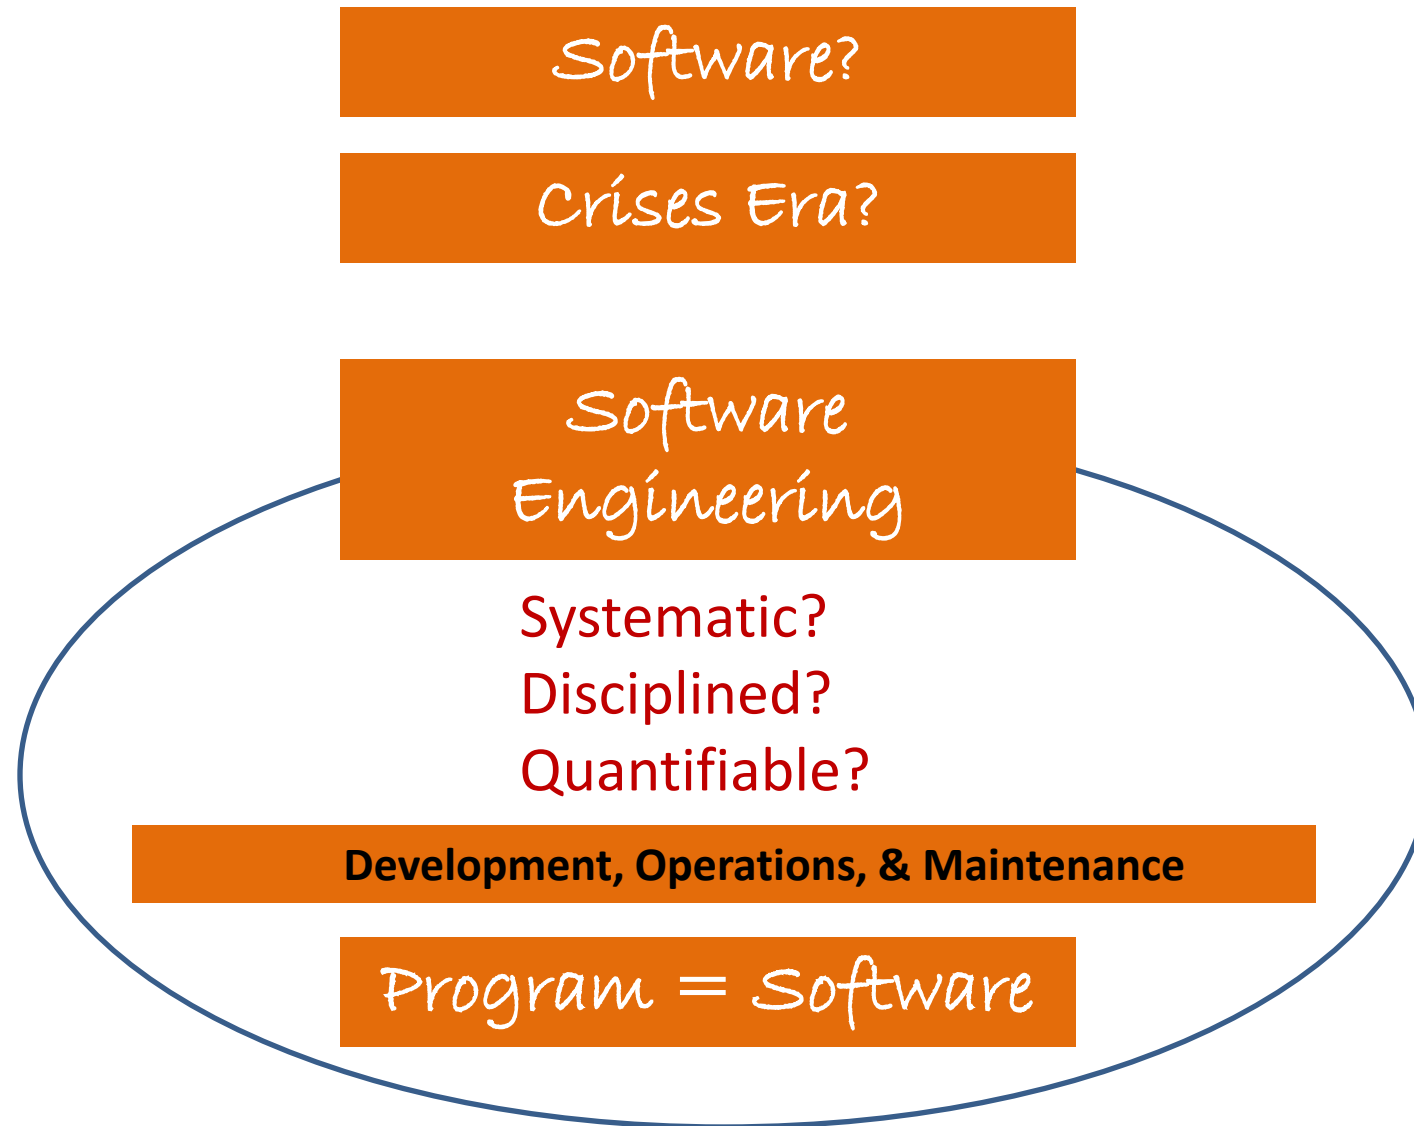 Software?
Crises Era?
Software
Engineering
Systematic?
Disciplined?
Quantifiable?
Development, Operations, & Maintenance
Program = Software